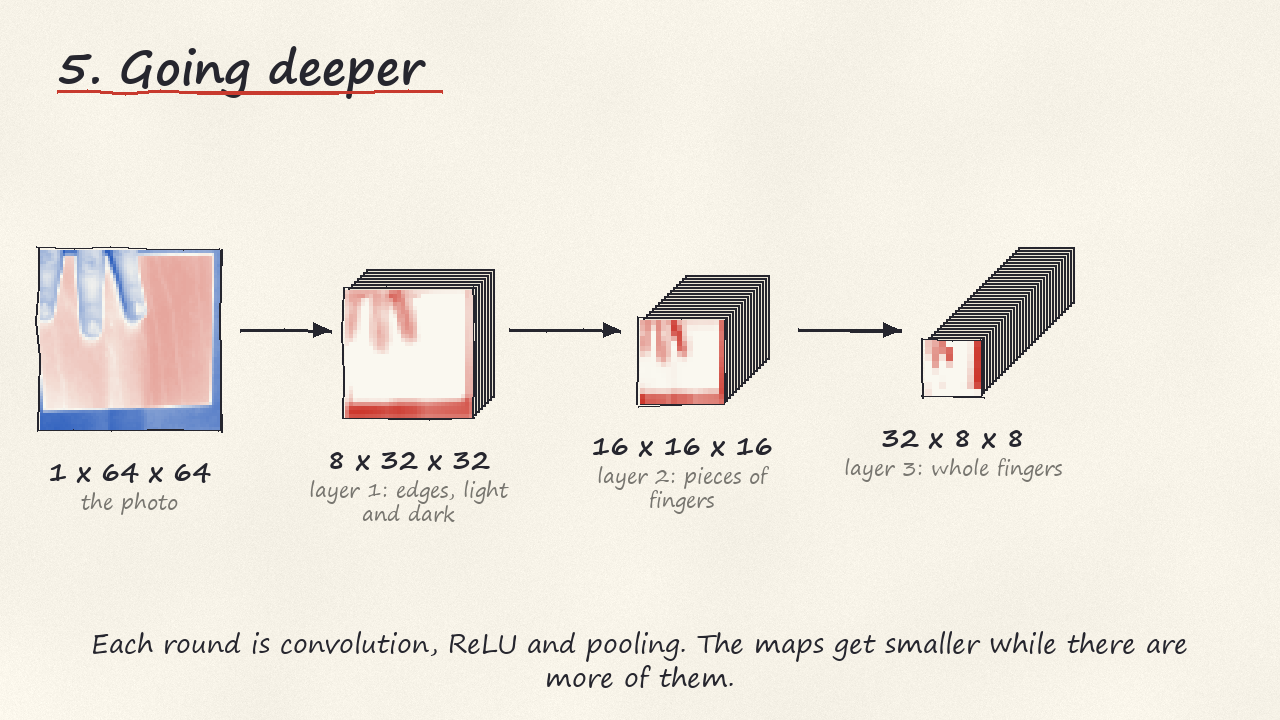 5. Going deeper
1 x 64 x 64
the photo
8 x 32 x 32
layer 1: edges, light
and dark
16 x 16 x 16
layer 2: pieces of
fingers
32 x 8 x 8
layer 3: whole fingers
Each round is convolution, ReLU and pooling. The maps get smaller while there are
more of them.